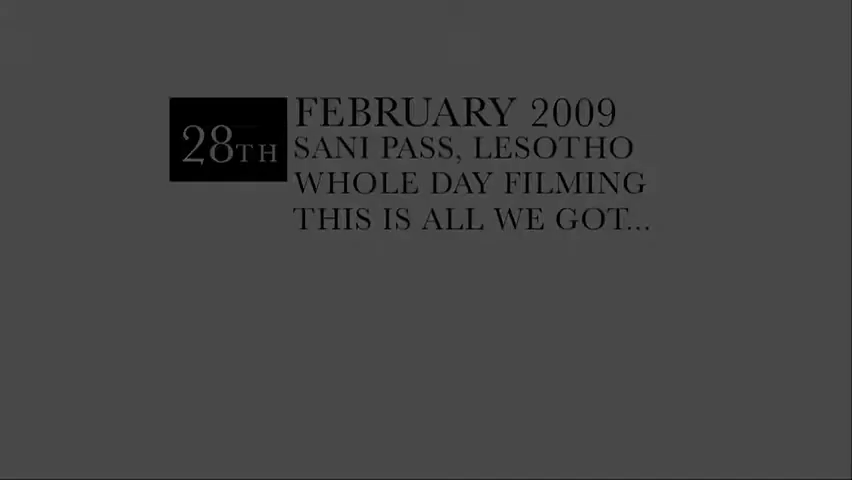 28TH FEBRUARY 2009
SANI PASS, LESOTHO
WHOLE DAY FILMING
THIS IS ALL WE GOT...